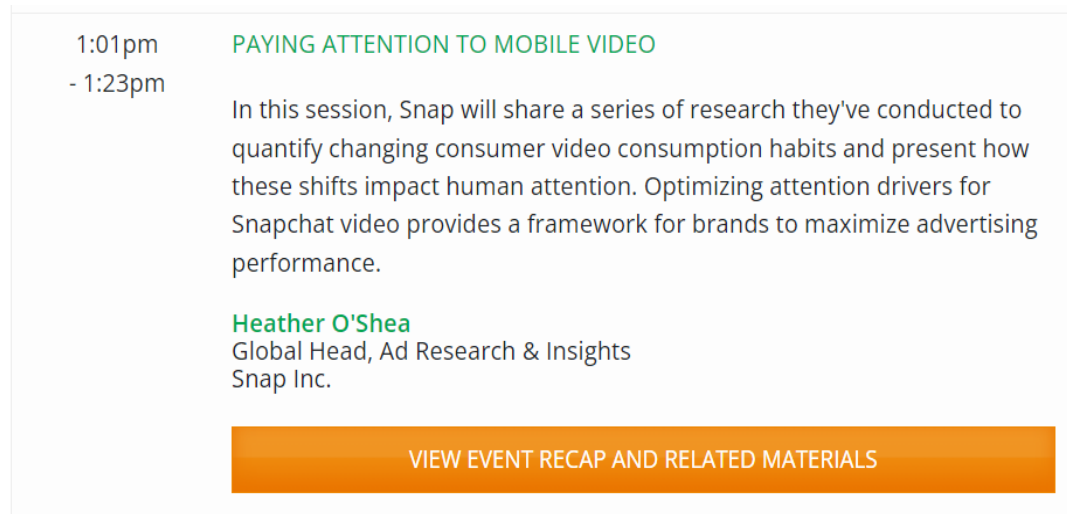 1:01pm
- 1:23pm
PAYING ATTENTION TO MOBILE VIDEO
In this session, Snap will share a series of research they've conducted to
quantify changing consumer video consumption habits and present how
these shifts impact human attention. Optimizing attention drivers for
Snapchat video provides a framework for brands to maximize advertising
performance.
Heather O'Shea
Global Head, Ad Research & Insights
Snap Inc.
VIEW EVENT RECAP AND RELATED MATERIALS